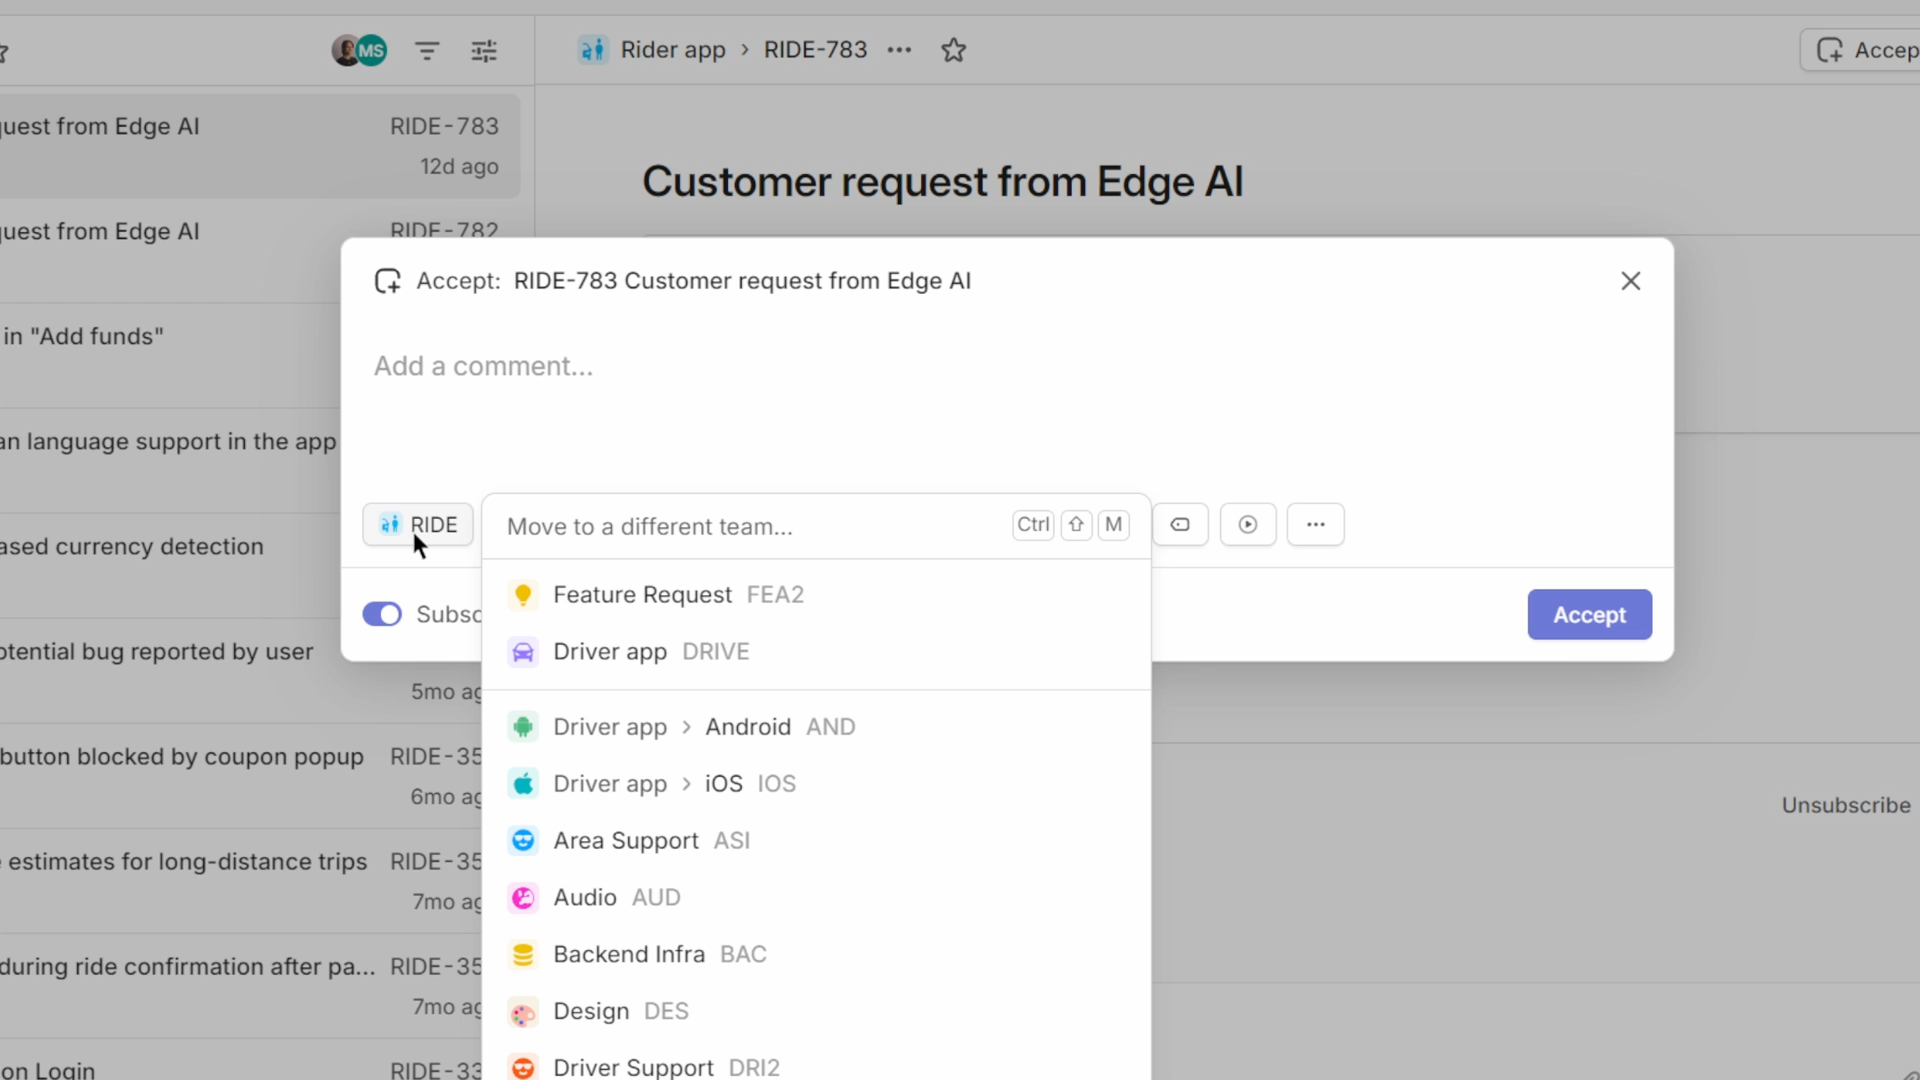 MS
Rider app › RIDE-783 ···
Accep
quest from Edge AI RIDE-783
12d ago
Customer request from Edge AI
quest from Edge AI RIDE-782
Accept: RIDE-783 Customer request from Edge AI
in "Add funds"
Add a comment...
an language support in the app
RIDE
Move to a different team... Ctrl ⇧ M
···
ased currency detection
Feature Request FEA2
Subsc
Accept
otential bug reported by user
Driver app DRIVE
5mo ag
Driver app › Android AND
button blocked by coupon popup RIDE-35
Driver app › iOS IOS
6mo ag
Unsubscribe
Area Support ASI
estimates for long-distance trips RIDE-35
Audio AUD
7mo ag
Backend Infra BAC
during ride confirmation after pa... RIDE-35
Design DES
7mo ag
Driver Support DRI2
on Login RIDE-33